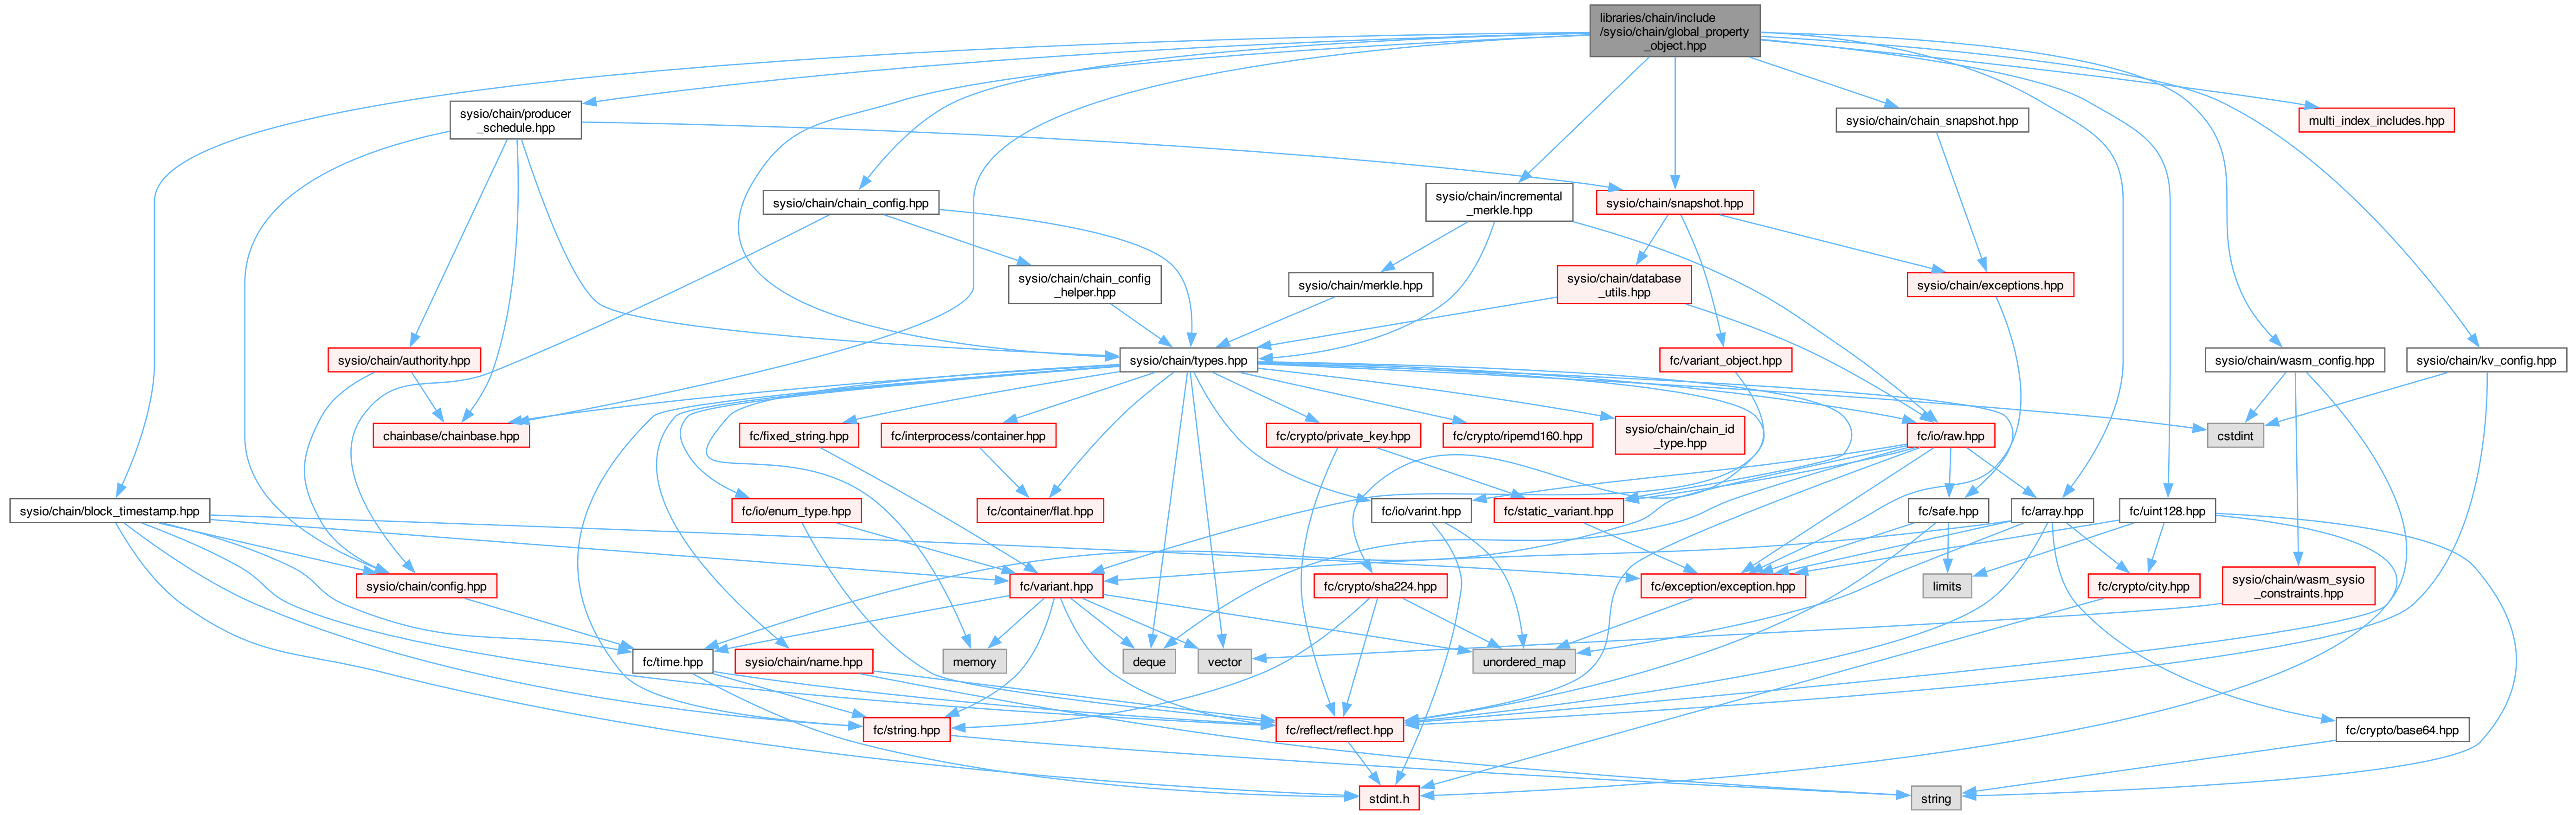 libraries/chain/include
/sysio/chain/global_property
_object.hpp
sysio/chain/producer
_schedule.hpp
sysio/chain/chain_snapshot.hpp
multi_index_includes.hpp
sysio/chain/chain_config.hpp
sysio/chain/incremental
_merkle.hpp
sysio/chain/snapshot.hpp
sysio/chain/chain_config
_helper.hpp
sysio/chain/merkle.hpp
sysio/chain/database
_utils.hpp
sysio/chain/exceptions.hpp
sysio/chain/authority.hpp
sysio/chain/types.hpp
fc/variant_object.hpp
sysio/chain/wasm_config.hpp
sysio/chain/kv_config.hpp
chainbase/chainbase.hpp
fc/fixed_string.hpp
fc/interprocess/container.hpp
fc/crypto/private_key.hpp
fc/crypto/ripemd160.hpp
sysio/chain/chain_id
_type.hpp
fc/io/raw.hpp
cstdint
sysio/chain/block_timestamp.hpp
fc/io/enum_type.hpp
fc/container/flat.hpp
fc/io/varint.hpp
fc/static_variant.hpp
fc/safe.hpp
fc/array.hpp
fc/uint128.hpp
sysio/chain/config.hpp
fc/variant.hpp
fc/crypto/sha224.hpp
fc/exception/exception.hpp
limits
fc/crypto/city.hpp
sysio/chain/wasm_sysio
_constraints.hpp
fc/time.hpp
sysio/chain/name.hpp
memory
deque
vector
unordered_map
fc/string.hpp
fc/reflect/reflect.hpp
fc/crypto/base64.hpp
stdint.h
string